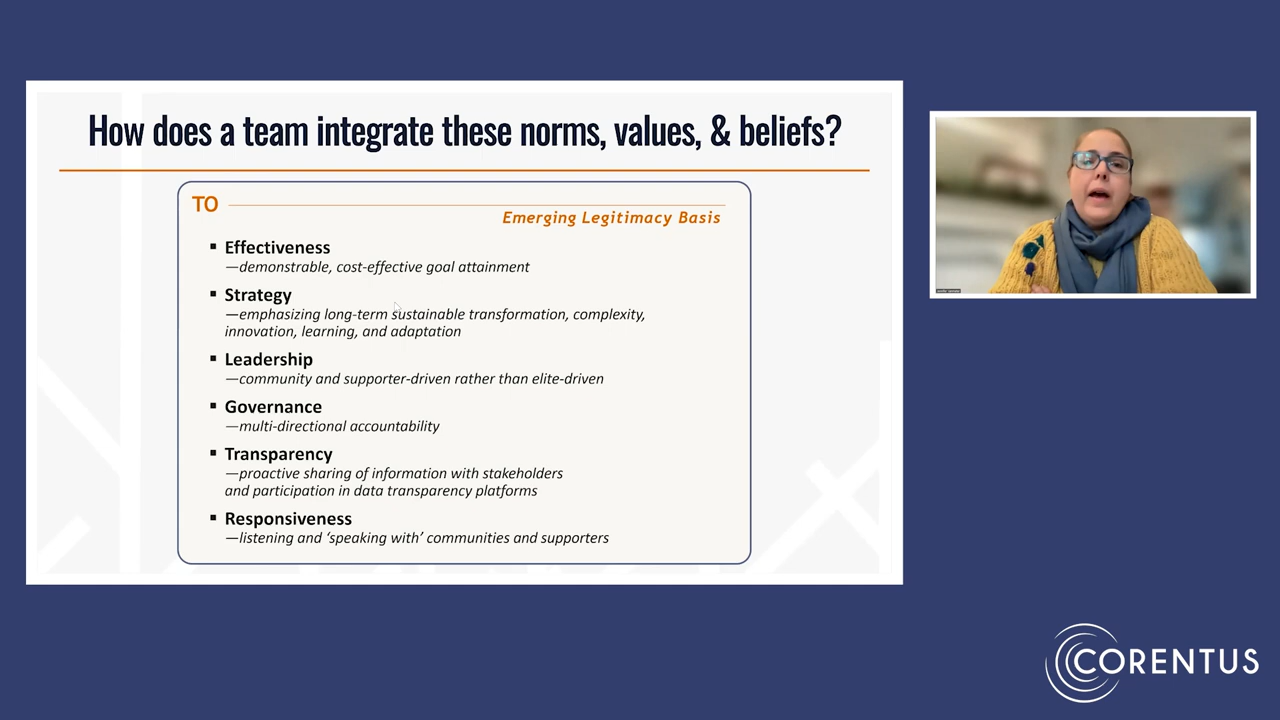 How does a team integrate these norms, values, & beliefs?
TO
Emerging Legitimacy Basis
▪ Effectiveness
—demonstrable, cost-effective goal attainment
▪ Strategy
—emphasizing long-term sustainable transformation, complexity,
innovation, learning, and adaptation
▪ Leadership
—community and supporter-driven rather than elite-driven
▪ Governance
—multi-directional accountability
▪ Transparency
—proactive sharing of information with stakeholders
and participation in data transparency platforms
▪ Responsiveness
—listening and ‘speaking with’ communities and supporters
CORENTUS